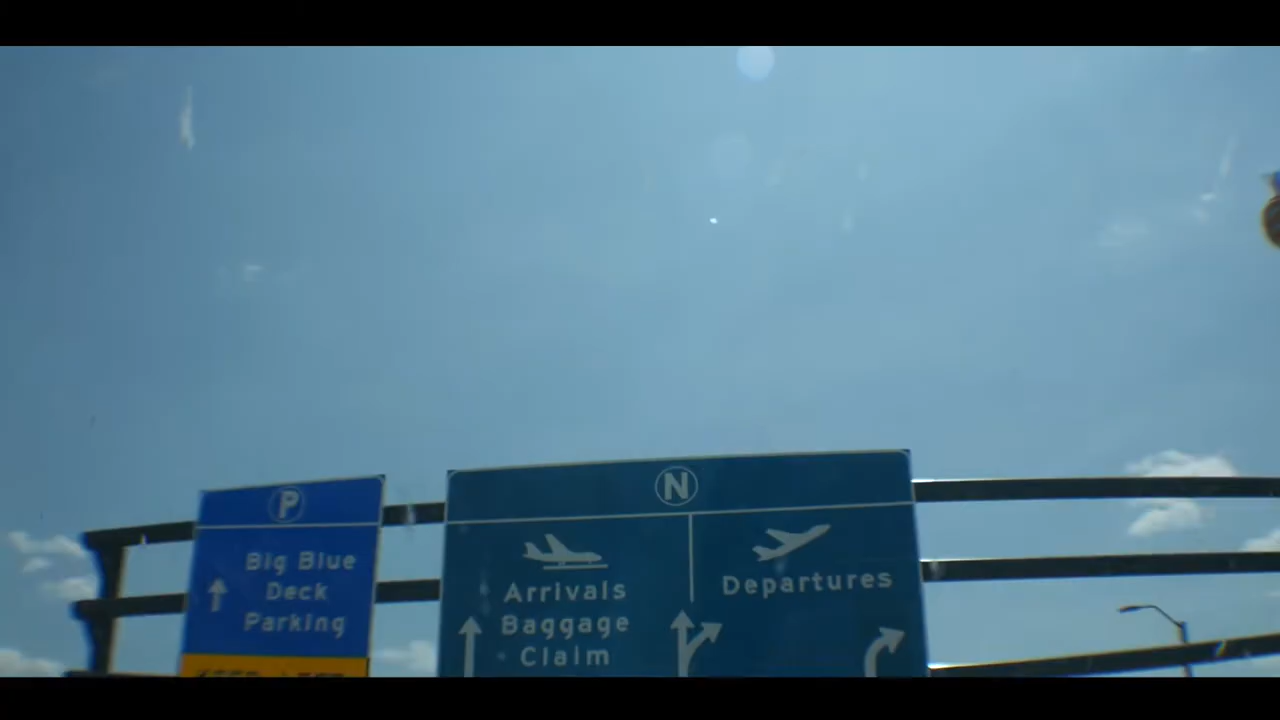 P
Big Blue
Deck
Parking
N
Arrivals
Baggage
Claim
Departures